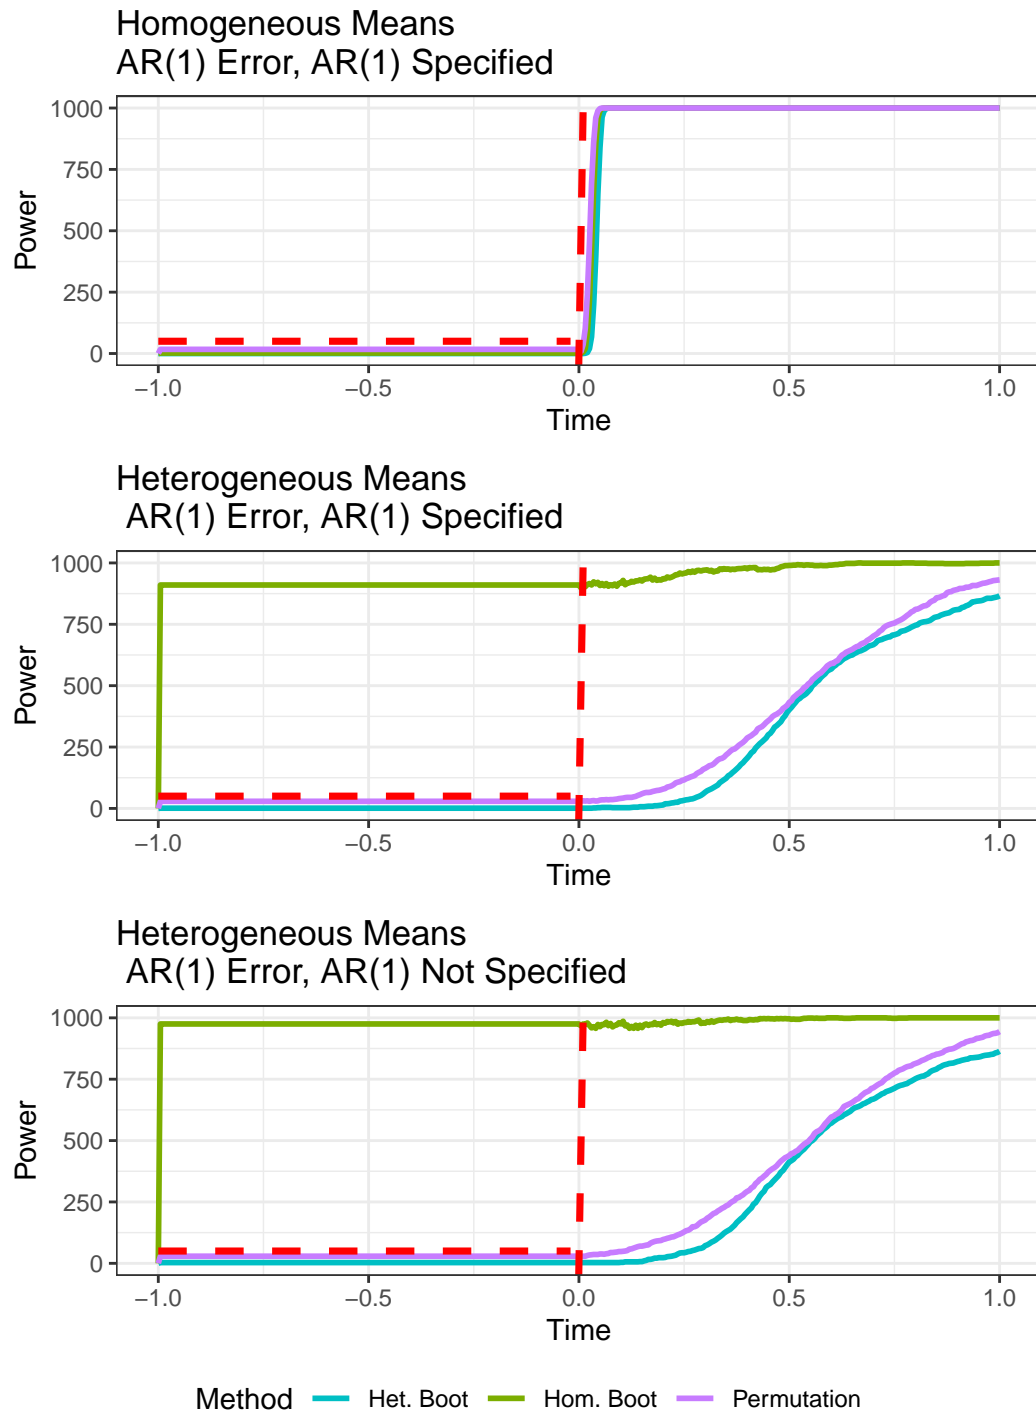 Homogeneous Means
AR(1) Error, AR(1) Specified
1000
750
500
250
0
Power
−1.0
−0.5
0.0
0.5
1.0
Time
Heterogeneous Means
AR(1) Error, AR(1) Specified
1000
750
500
250
0
Power
−1.0
−0.5
0.0
0.5
1.0
Time
Heterogeneous Means
AR(1) Error, AR(1) Not Specified
1000
750
500
250
0
Power
−1.0
−0.5
0.0
0.5
1.0
Time
Method Het. Boot Hom. Boot Permutation